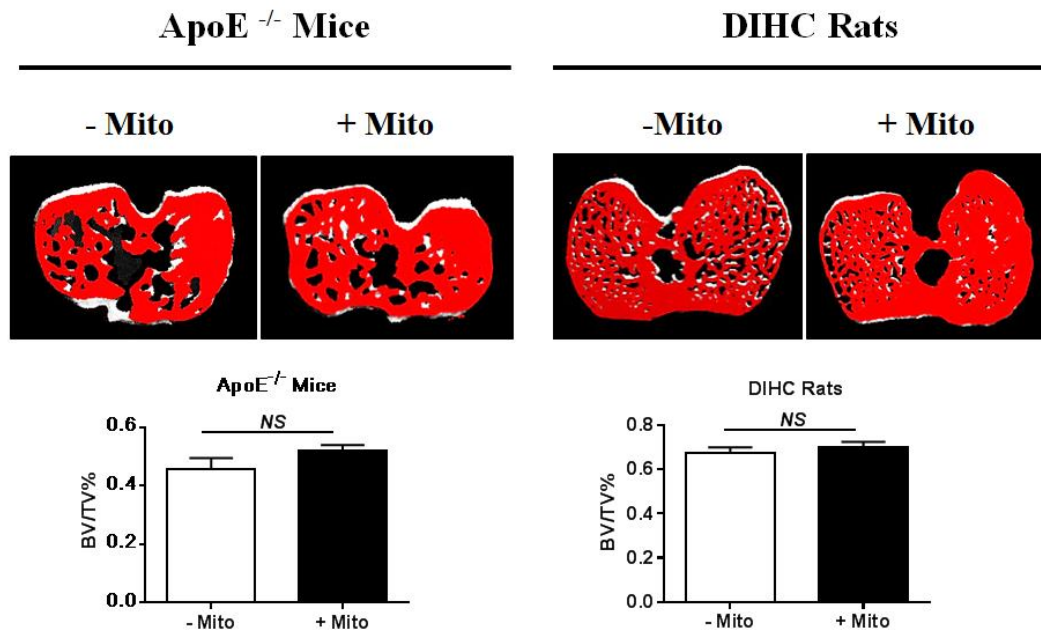 ApoE -/- Mice
DIHC Rats
- Mito
+ Mito
-Mito
+ Mito
ApoE-/- Mice
NS
0.6
0.4
0.2
0.0
BV/TV%
- Mito
+ Mito
DIHC Rats
NS
0.8
0.6
0.4
0.2
0.0
BV/TV%
- Mito
+ Mito